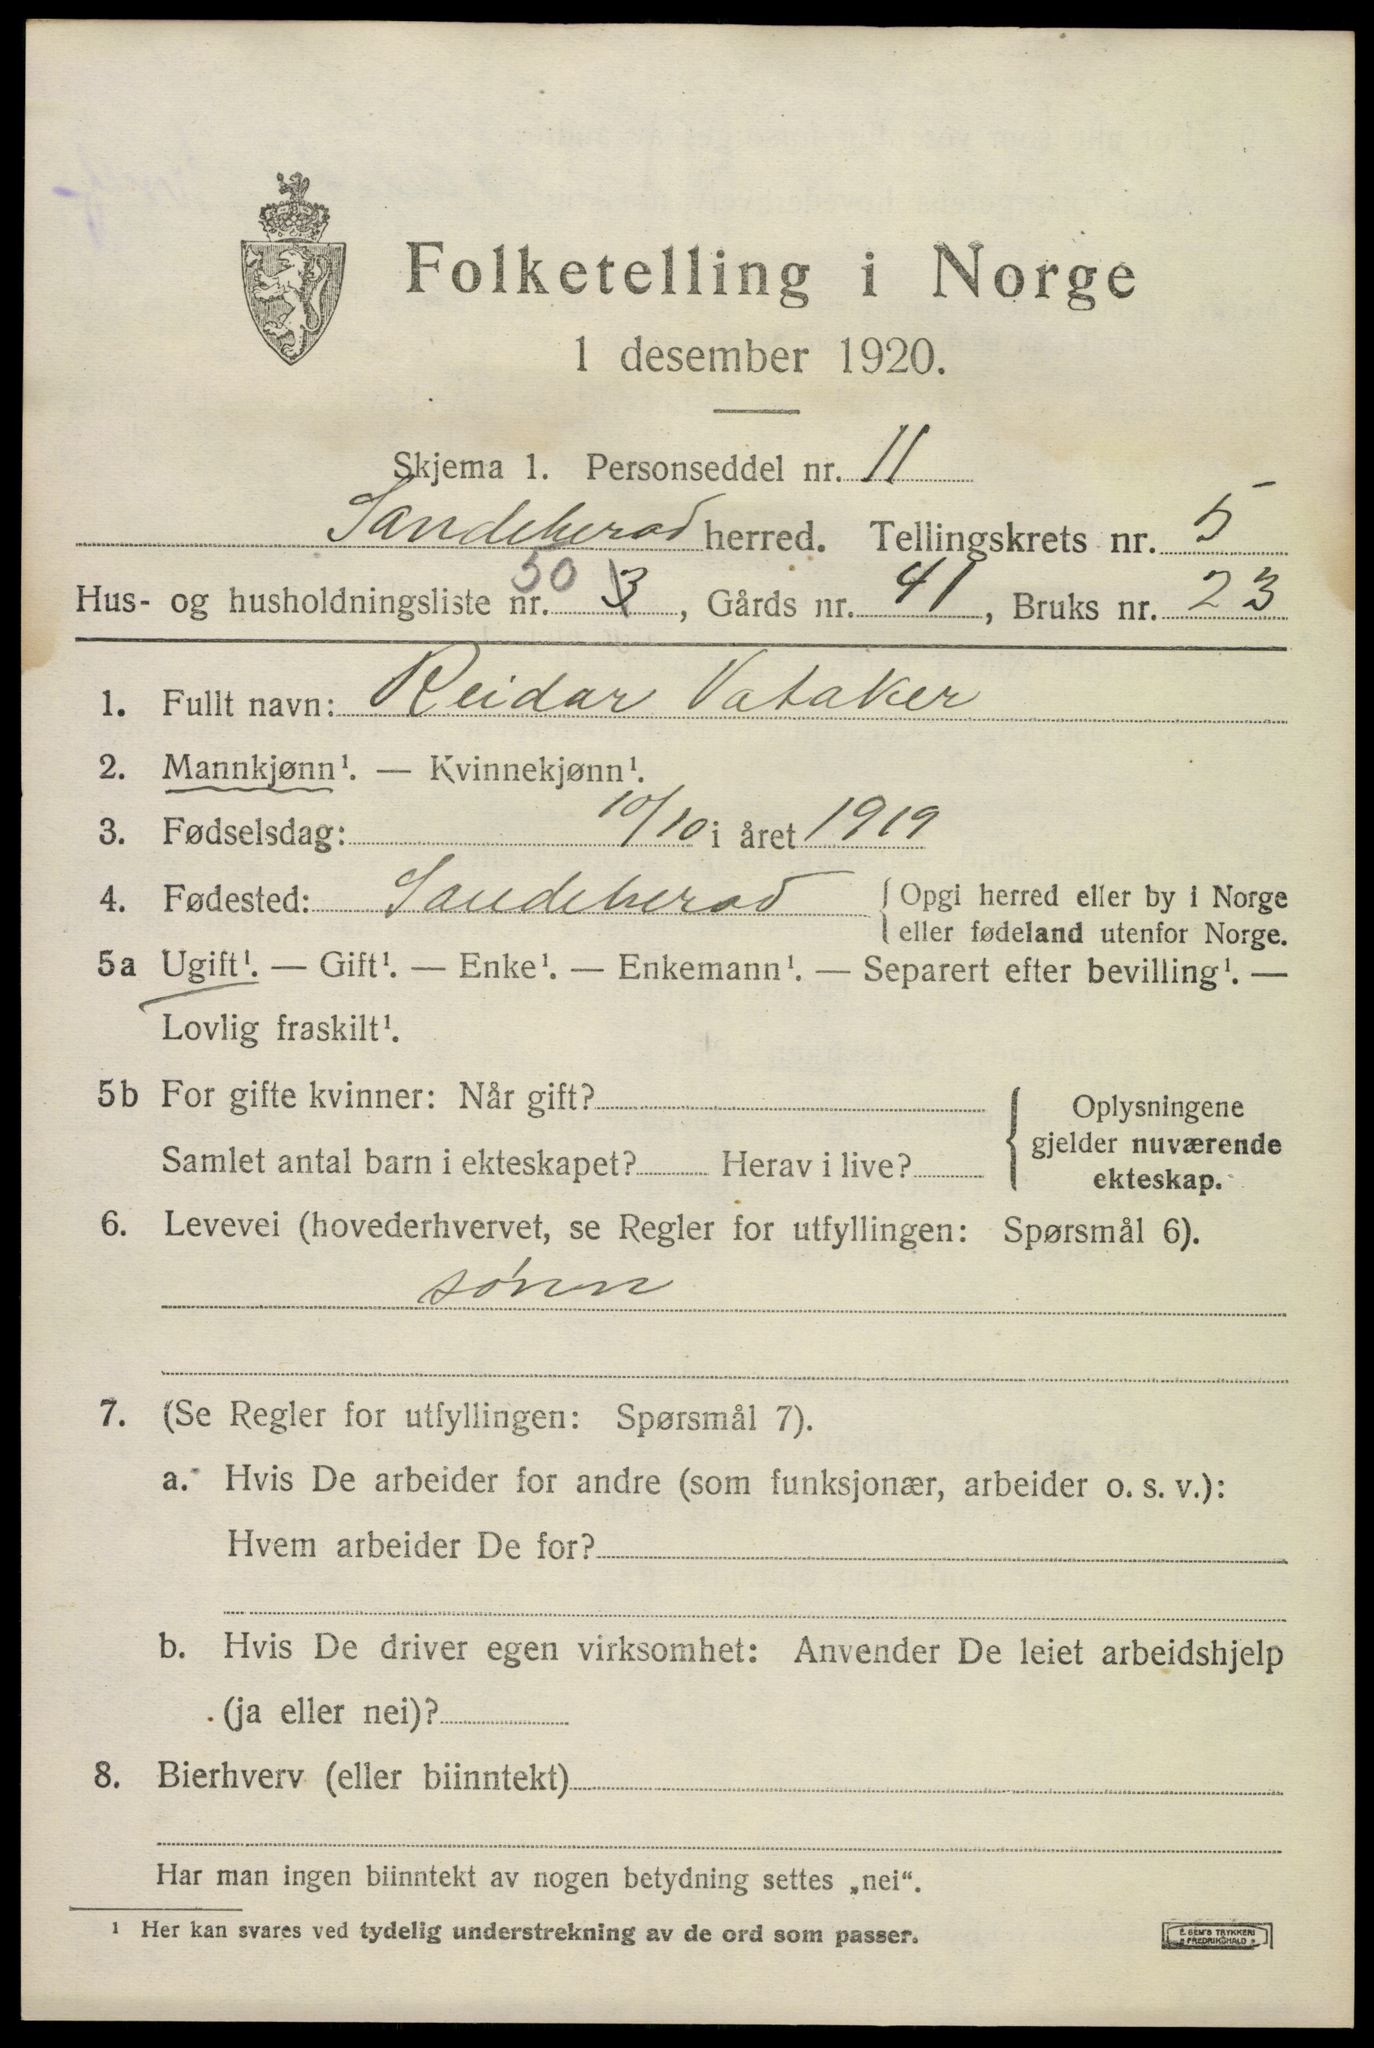 Folketelling i Norge
1 desember 1920.
Skjema 1. Personseddel nr. 11
Sandeherad herred. Tellingskrets nr. 5
Hus- og husholdningsliste nr. 50 3, Gårds nr. 41, Bruks nr. 23
1. Fullt navn: Reidar Vataker
2. Mannkjønn¹. — Kvinnekjønn¹.
3. Fødselsdag: 10/10 i året 1919
4. Fødested: Sandeherad { Opgi herred eller by i Norge
eller fødeland utenfor Norge.
5a Ugift¹. — Gift¹. — Enke¹. — Enkemann¹. — Separert efter bevilling¹. —
Lovlig fraskilt¹.
5b For gifte kvinner: Når gift? { Oplysningene
gjelder nuværende
Samlet antal barn i ekteskapet? Herav i live?
ekteskap.
6. Levevei (hovederhvervet, se Regler for utfyllingen: Spørsmål 6).
sønn
7. (Se Regler for utfyllingen: Spørsmål 7).
a. Hvis De arbeider for andre (som funksjonær, arbeider o. s. v.):
Hvem arbeider De for?
b. Hvis De driver egen virksomhet: Anvender De leiet arbeidshjelp
(ja eller nei)?
8. Bierhverv (eller biinntekt)
Har man ingen biinntekt av nogen betydning settes „nei“.
¹ Her kan svares ved tydelig understrekning av de ord som passer.
E. SEM'S TRYKKERI
FREDRIKSHALD